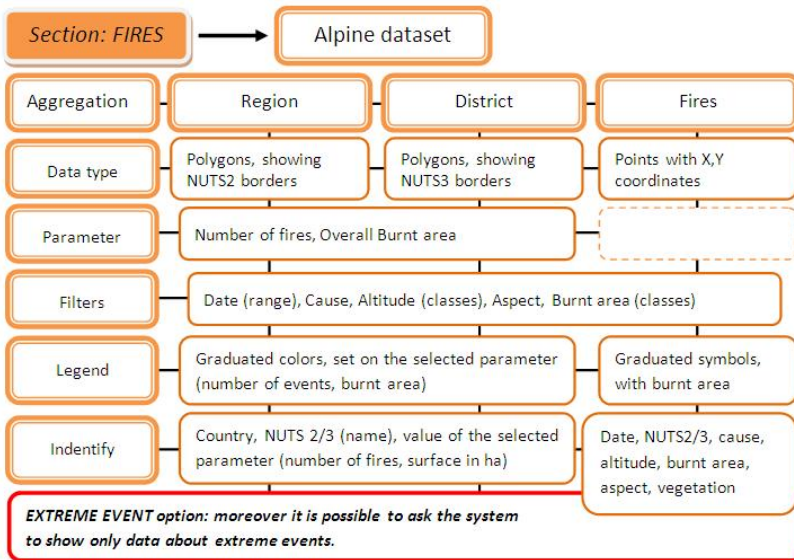 Section: FIRES
Alpine dataset
Aggregation
Region
District
Fires
Data type
Polygons, showing
NUTS2 borders
Polygons, showing
NUTS3 borders
Points with X,Y
coordinates
Parameter
Number of fires, Overall Burnt area
Filters
Date (range), Cause, Altitude (classes), Aspect, Burnt area (classes)
Legend
Graduated colors, set on the selected parameter
(number of events, burnt area)
Graduated symbols,
with burnt area
Indentify
Country, NUTS 2/3 (name), value of the selected
parameter (number of fires, surface in ha)
Date, NUTS2/3, cause,
altitude, burnt area,
aspect, vegetation
EXTREME EVENT option: moreover it is possible to ask the system
to show only data about extreme events.